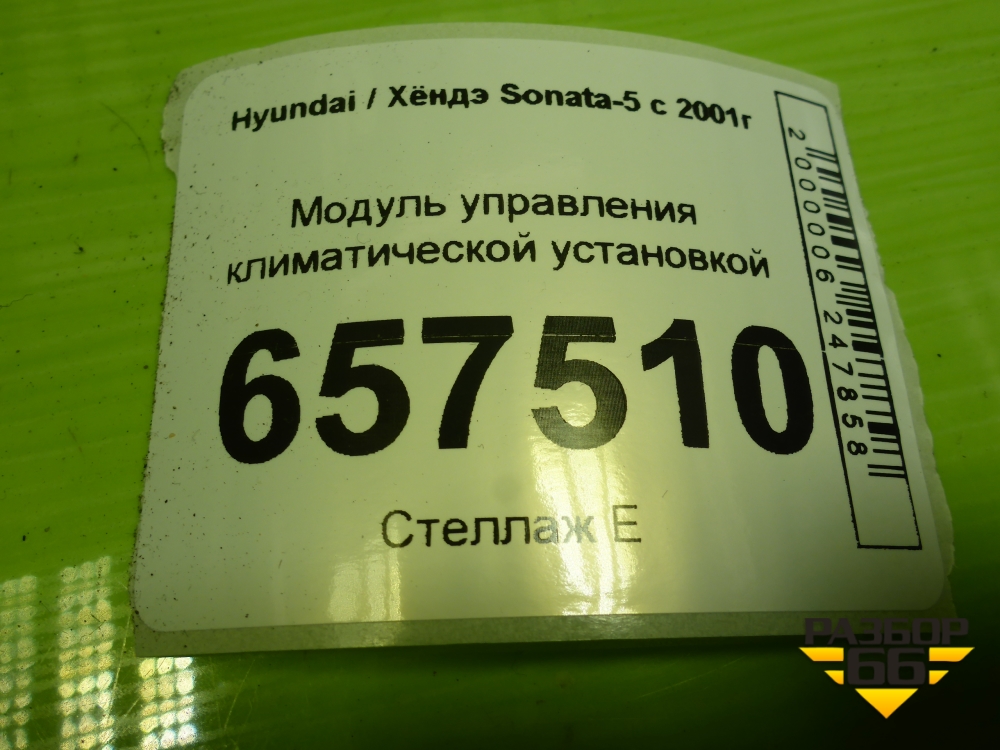 Hyundai / Хёндэ Sonata-5 с 2001г
Модуль управления
климатической установкой
657510
Стеллаж Е
2000006247858
РАЗБОР
66